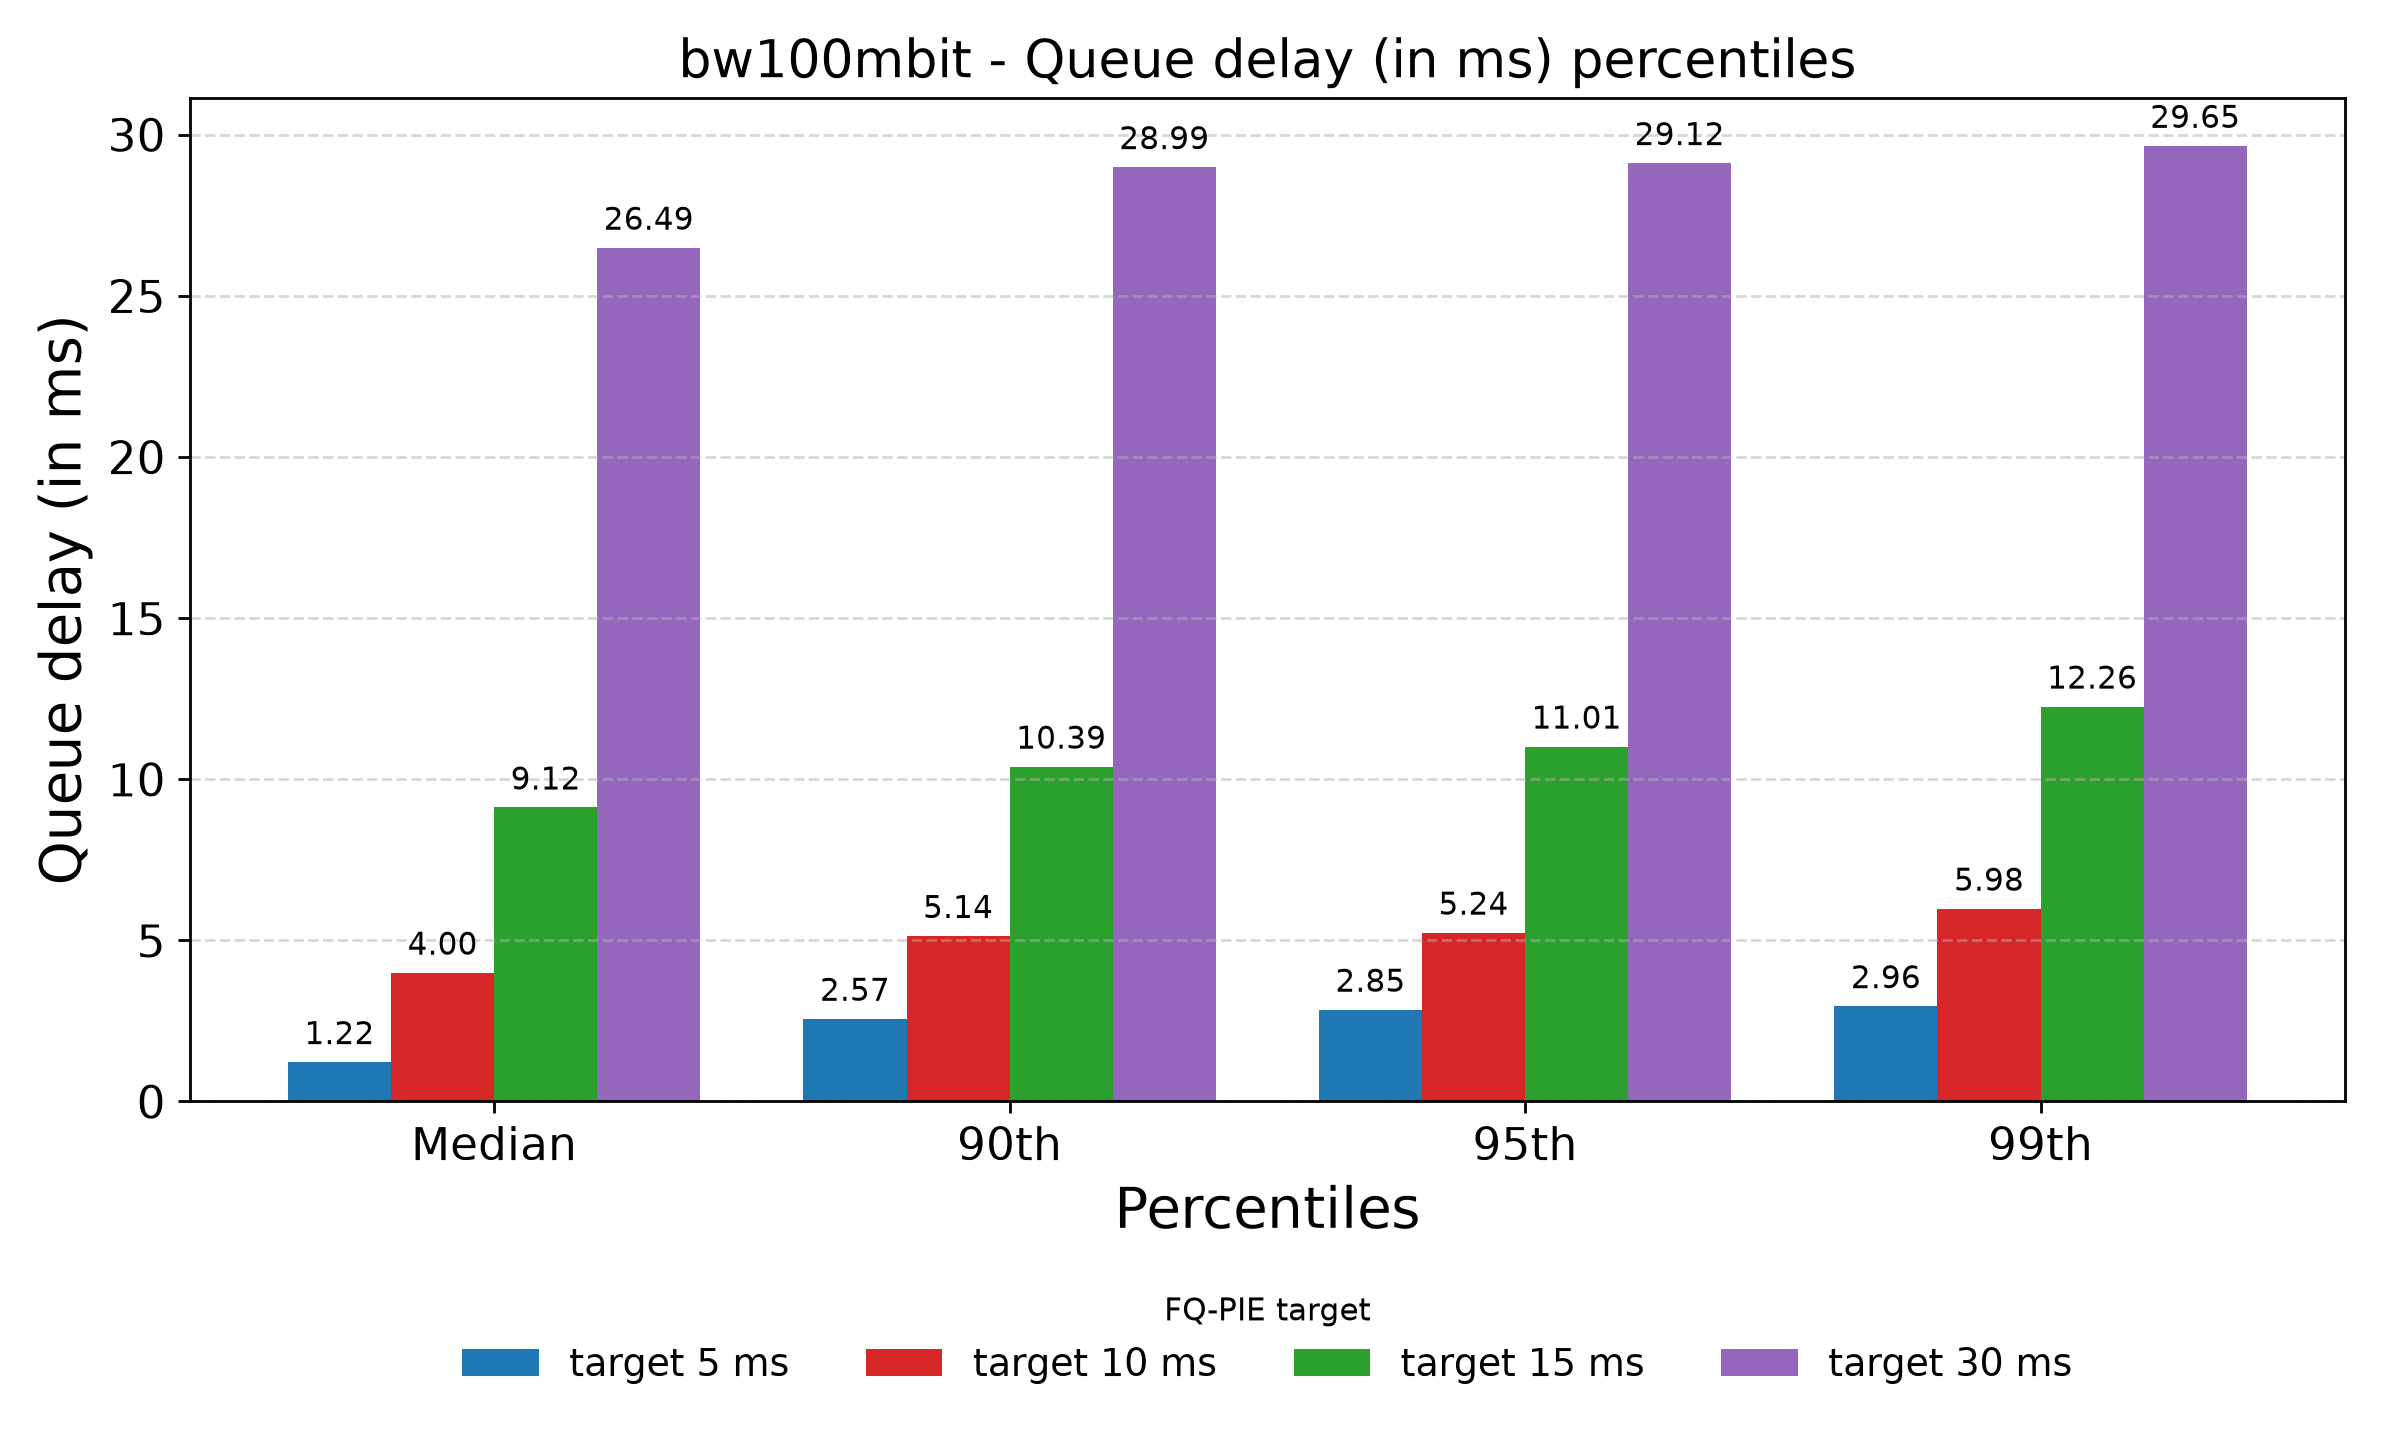 bw100mbit - Queue delay (in ms) percentiles
Queue delay (in ms)
30
25
20
15
10
5
0
1.22
4.00
9.12
26.49
2.57
5.14
10.39
28.99
2.85
5.24
11.01
29.12
2.96
5.98
12.26
29.65
Median
90th
95th
99th
Percentiles
FQ-PIE target
target 5 ms
target 10 ms
target 15 ms
target 30 ms